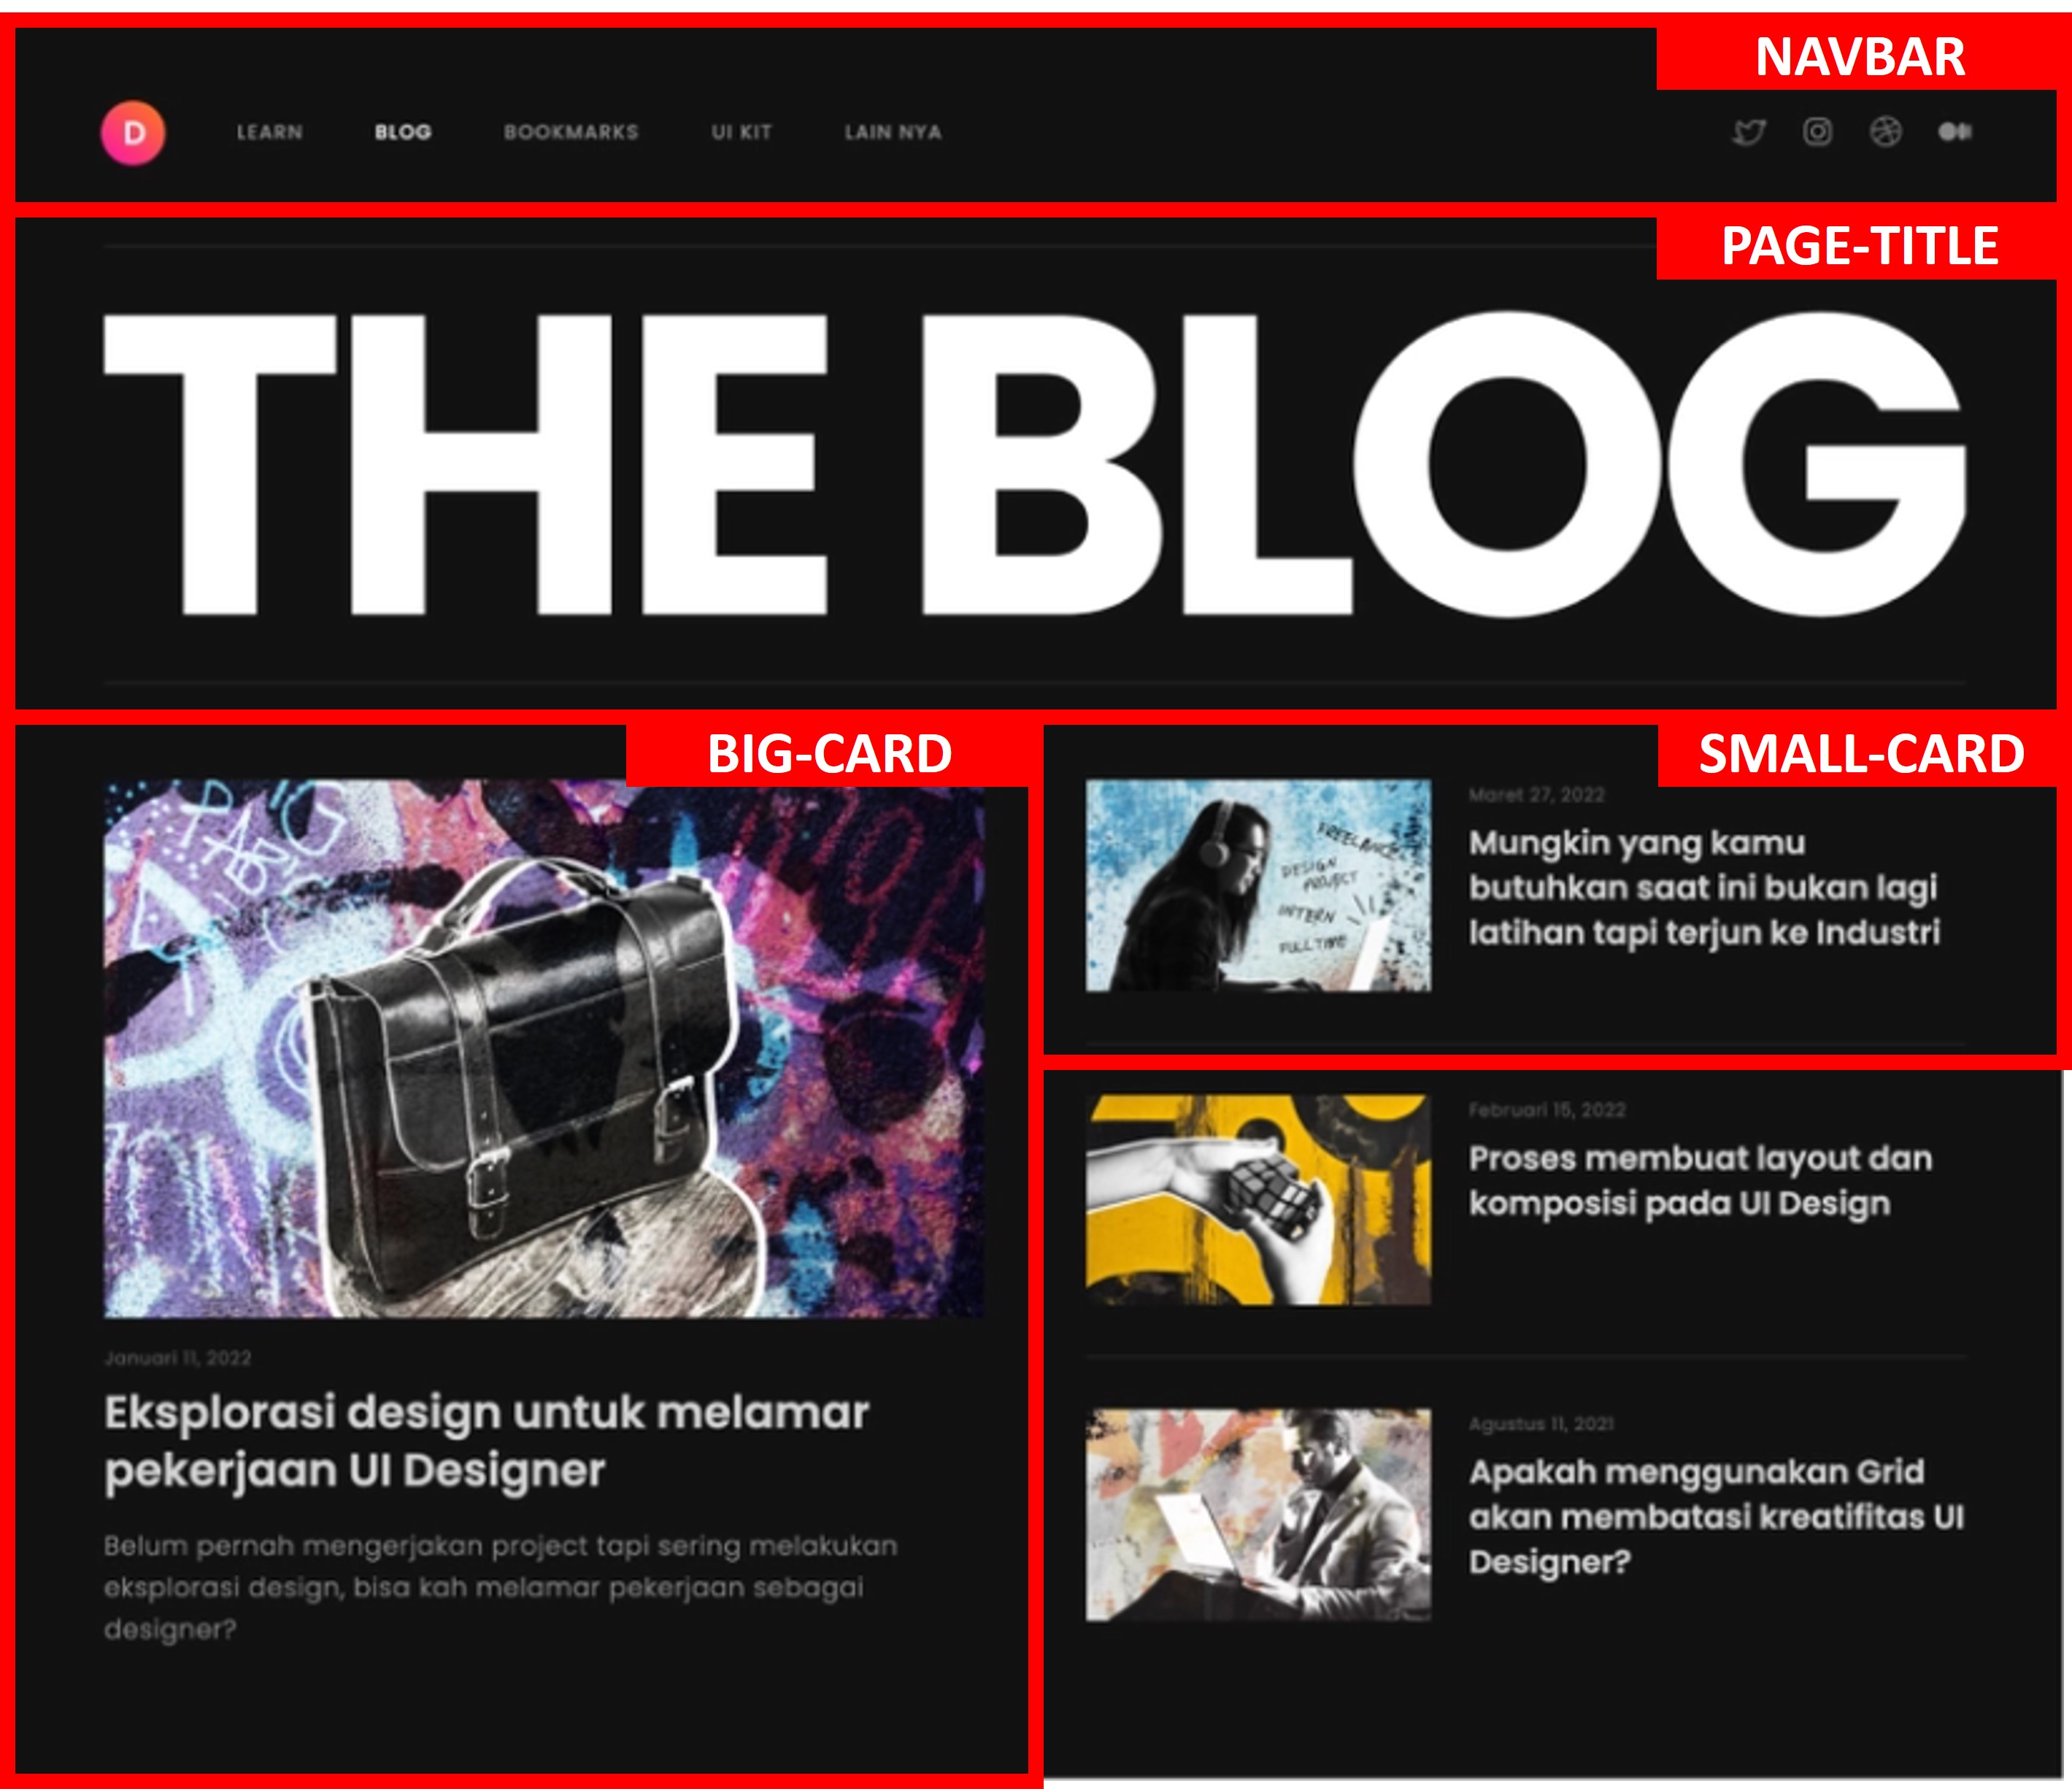 NAVBAR
D
LEARN BLOG BOOKMARKS UI KIT LAIN NYA
PAGE-TITLE
THE BLOG
BIG-CARD
Januari 11, 2022
Eksplorasi design untuk melamar
pekerjaan UI Designer
Belum pernah mengerjakan project tapi sering melakukan
eksplorasi design, bisa kah melamar pekerjaan sebagai
designer?
SMALL-CARD
FREELANCE
DESIGN
PROJECT
INTERN
FULLTIME
Maret 27, 2022
Mungkin yang kamu
butuhkan saat ini bukan lagi
latihan tapi terjun ke Industri
Februari 15, 2022
Proses membuat layout dan
komposisi pada UI Design
Agustus 11, 2021
Apakah menggunakan Grid
akan membatasi kreatifitas UI
Designer?